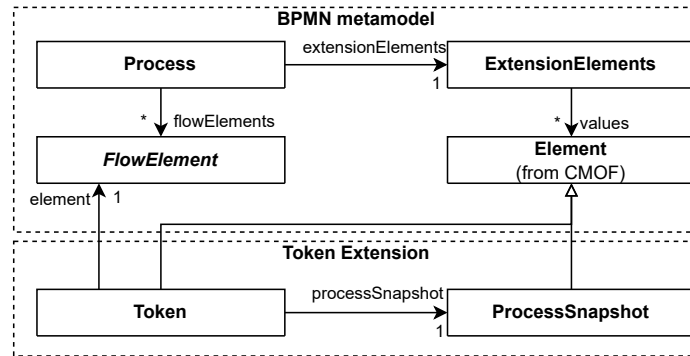 BPMN metamodel
extensionElements
Process
ExtensionElements
1
* flowElements
* values
FlowElement
Element
(from CMOF)
element 1
Token Extension
processSnapshot
Token
ProcessSnapshot
1